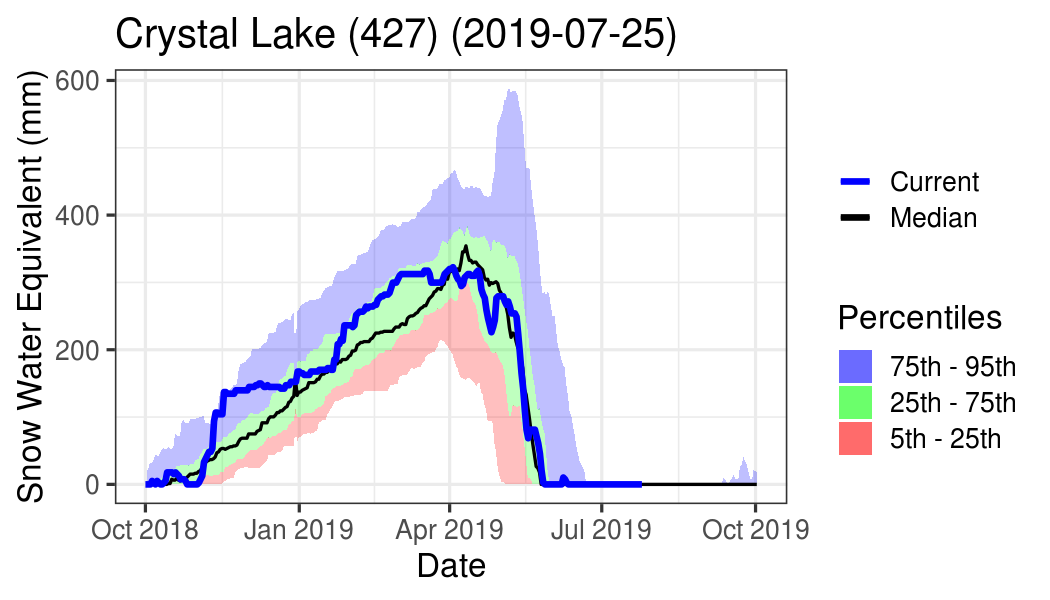 Crystal Lake (427) (2019-07-25)
Snow Water Equivalent (mm)
600
400
200
0
Oct 2018
Jan 2019
Apr 2019
Jul 2019
Oct 2019
Date
Current
Median
Percentiles
75th - 95th
25th - 75th
5th - 25th